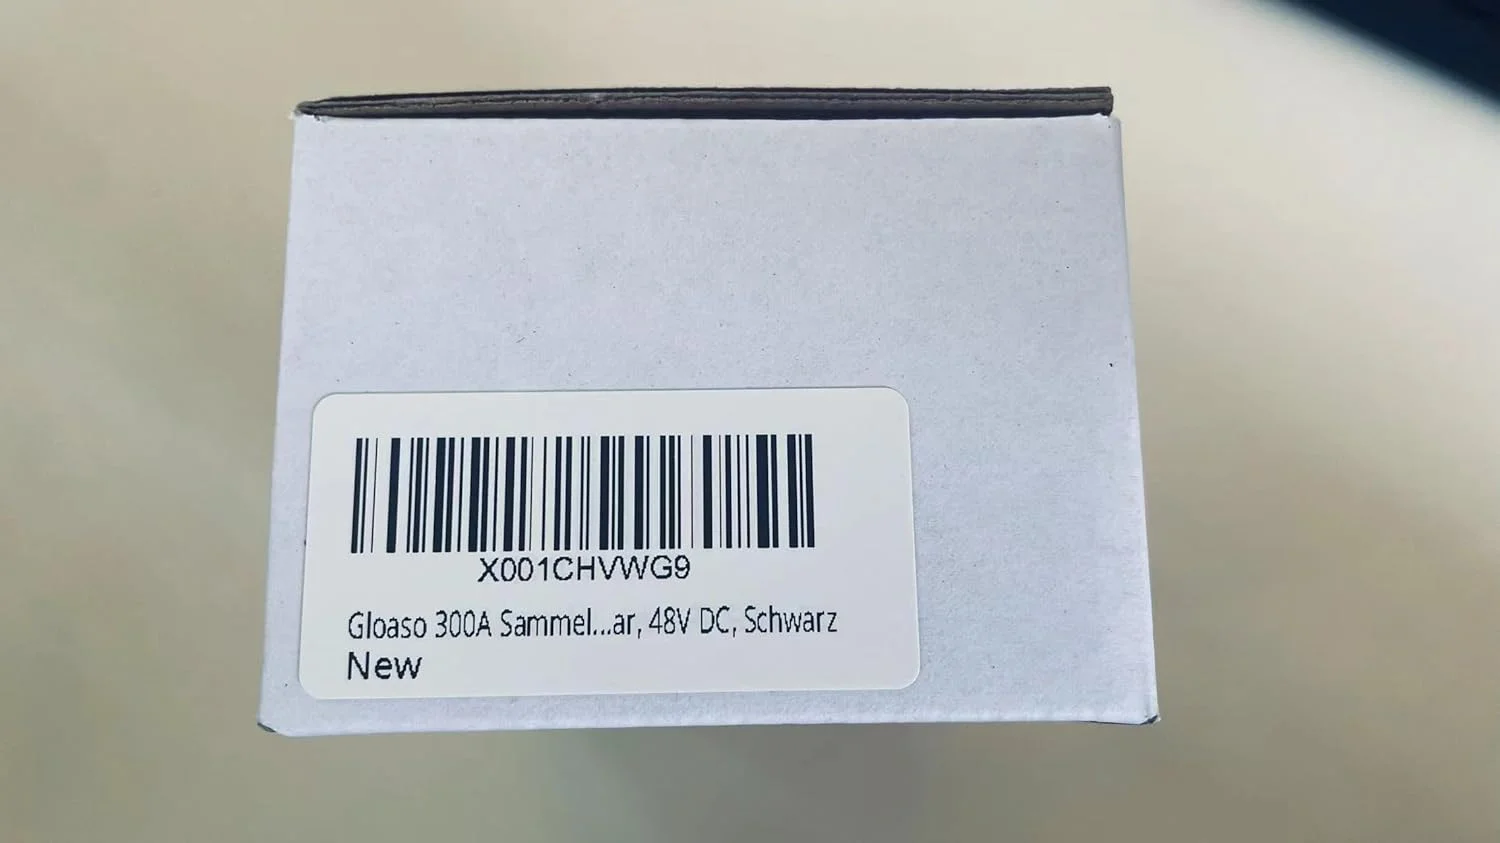 X001CHVWG9
Gloaso 300A Sammel...ar, 48V DC, Schwarz
New